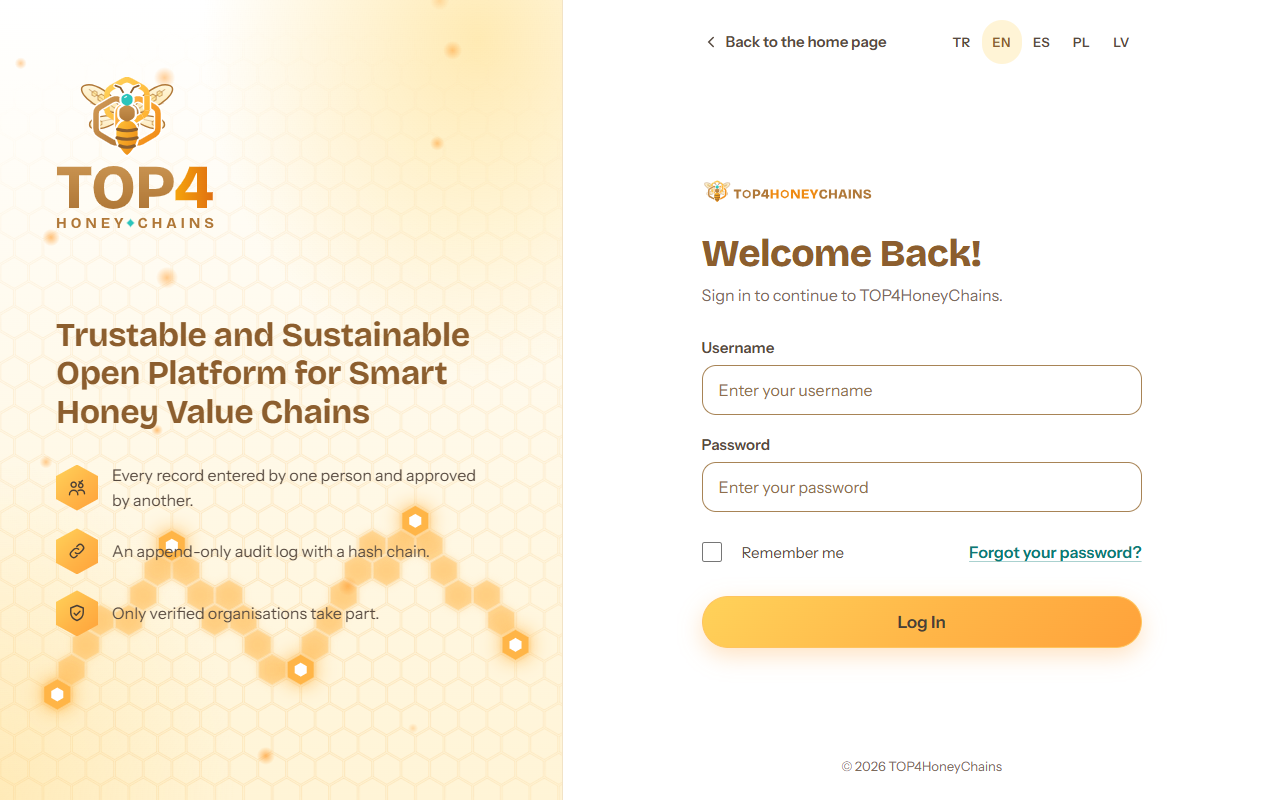 TOP4
HONEY CHAINS
Trustable and Sustainable
Open Platform for Smart
Honey Value Chains
Every record entered by one person and approved
by another.
An append-only audit log with a hash chain.
Only verified organisations take part.
Back to the home page
TR EN ES PL LV
TOP4HONEYCHAINS
Welcome Back!
Sign in to continue to TOP4HoneyChains.
Username
Enter your username
Password
Enter your password
Remember me
Forgot your password?
Log In
© 2026 TOP4HoneyChains